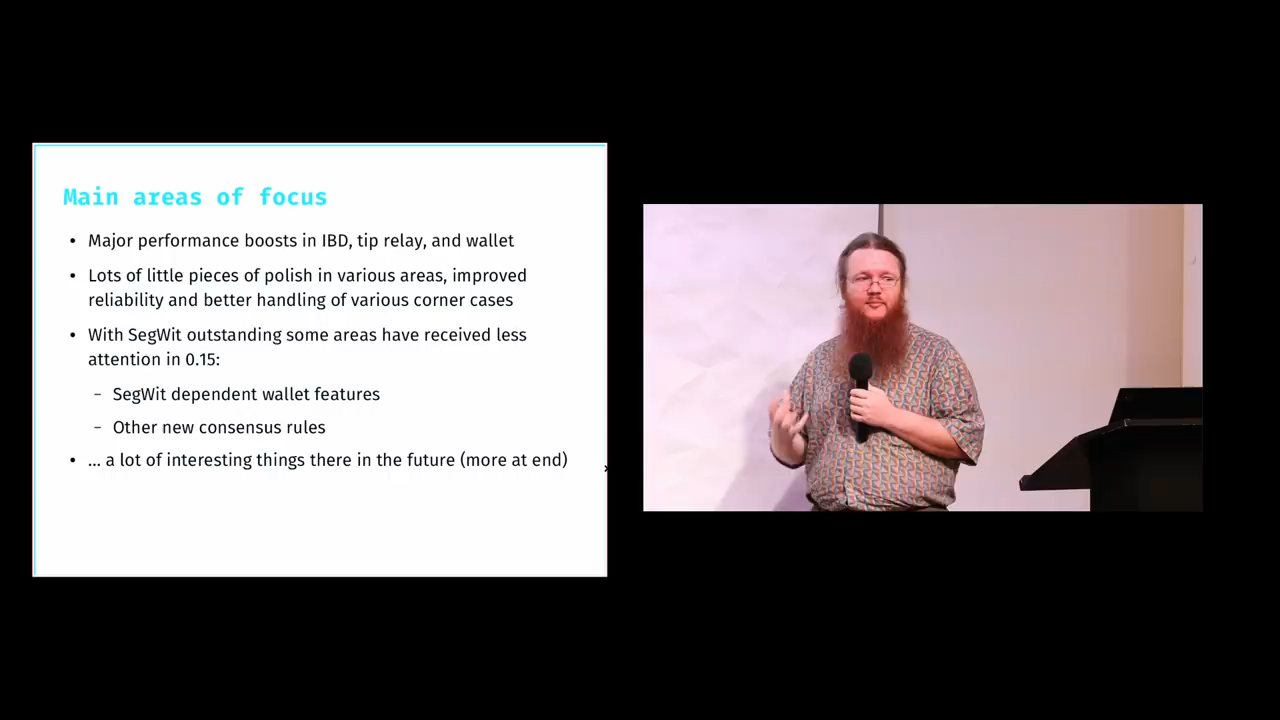 Main areas of focus
• Major performance boosts in IBD, tip relay, and wallet
• Lots of little pieces of polish in various areas, improved
reliability and better handling of various corner cases
• With SegWit outstanding some areas have received less
attention in 0.15:
– SegWit dependent wallet features
– Other new consensus rules
• ... a lot of interesting things there in the future (more at end)